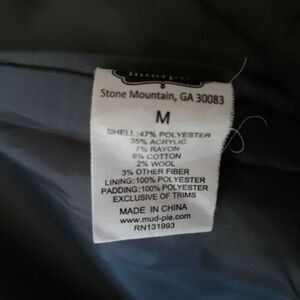 Stone Mountain, GA 30083
M
SHELL:47% POLYESTER
35% ACRYLIC
7% RAYON
6% COTTON
2% WOOL
3% OTHER FIBER
LINING:100% POLYESTER
PADDING:100% POLYESTER
EXCLUSIVE OF TRIMS
MADE IN CHINA
www.mud-pie.com
RN131993